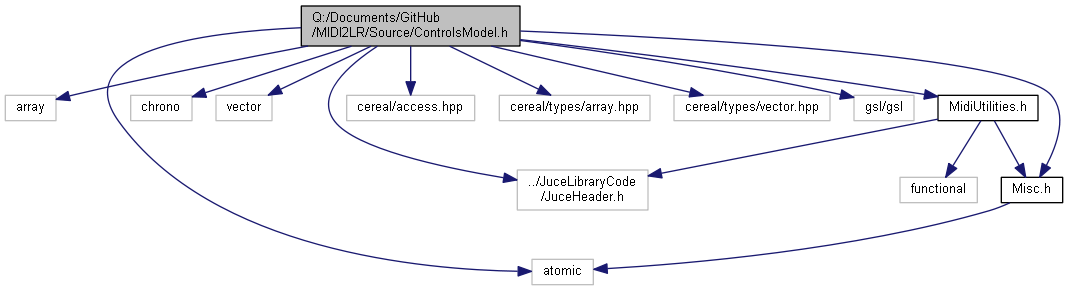 Q:/Documents/GitHub
/MIDI2LR/Source/ControlsModel.h
array
chrono
vector
cereal/access.hpp
cereal/types/array.hpp
cereal/types/vector.hpp
gsl/gsl
MidiUtilities.h
../JuceLibraryCode
/JuceHeader.h
functional
Misc.h
atomic